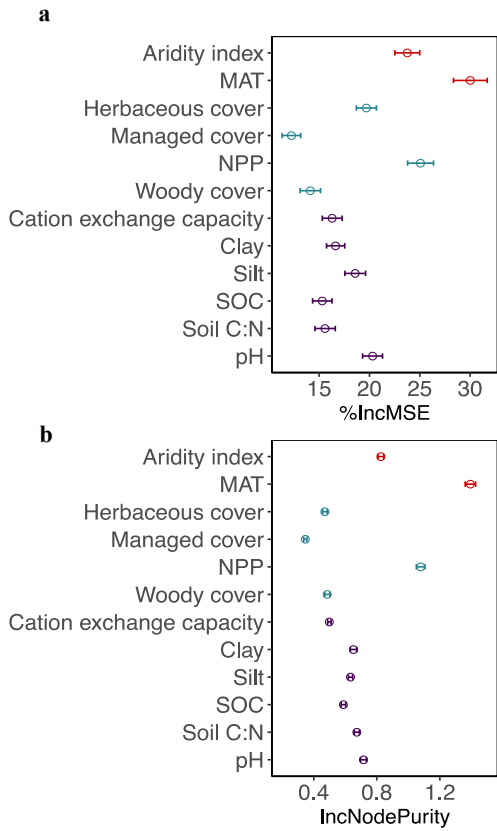 a
Aridity index
MAT
Herbaceous cover
Managed cover
NPP
Woody cover
Cation exchange capacity
Clay
Silt
SOC
Soil C:N
pH
15 20 25 30
%IncMSE
b
Aridity index
MAT
Herbaceous cover
Managed cover
NPP
Woody cover
Cation exchange capacity
Clay
Silt
SOC
Soil C:N
pH
0.4 0.8 1.2
IncNodePurity